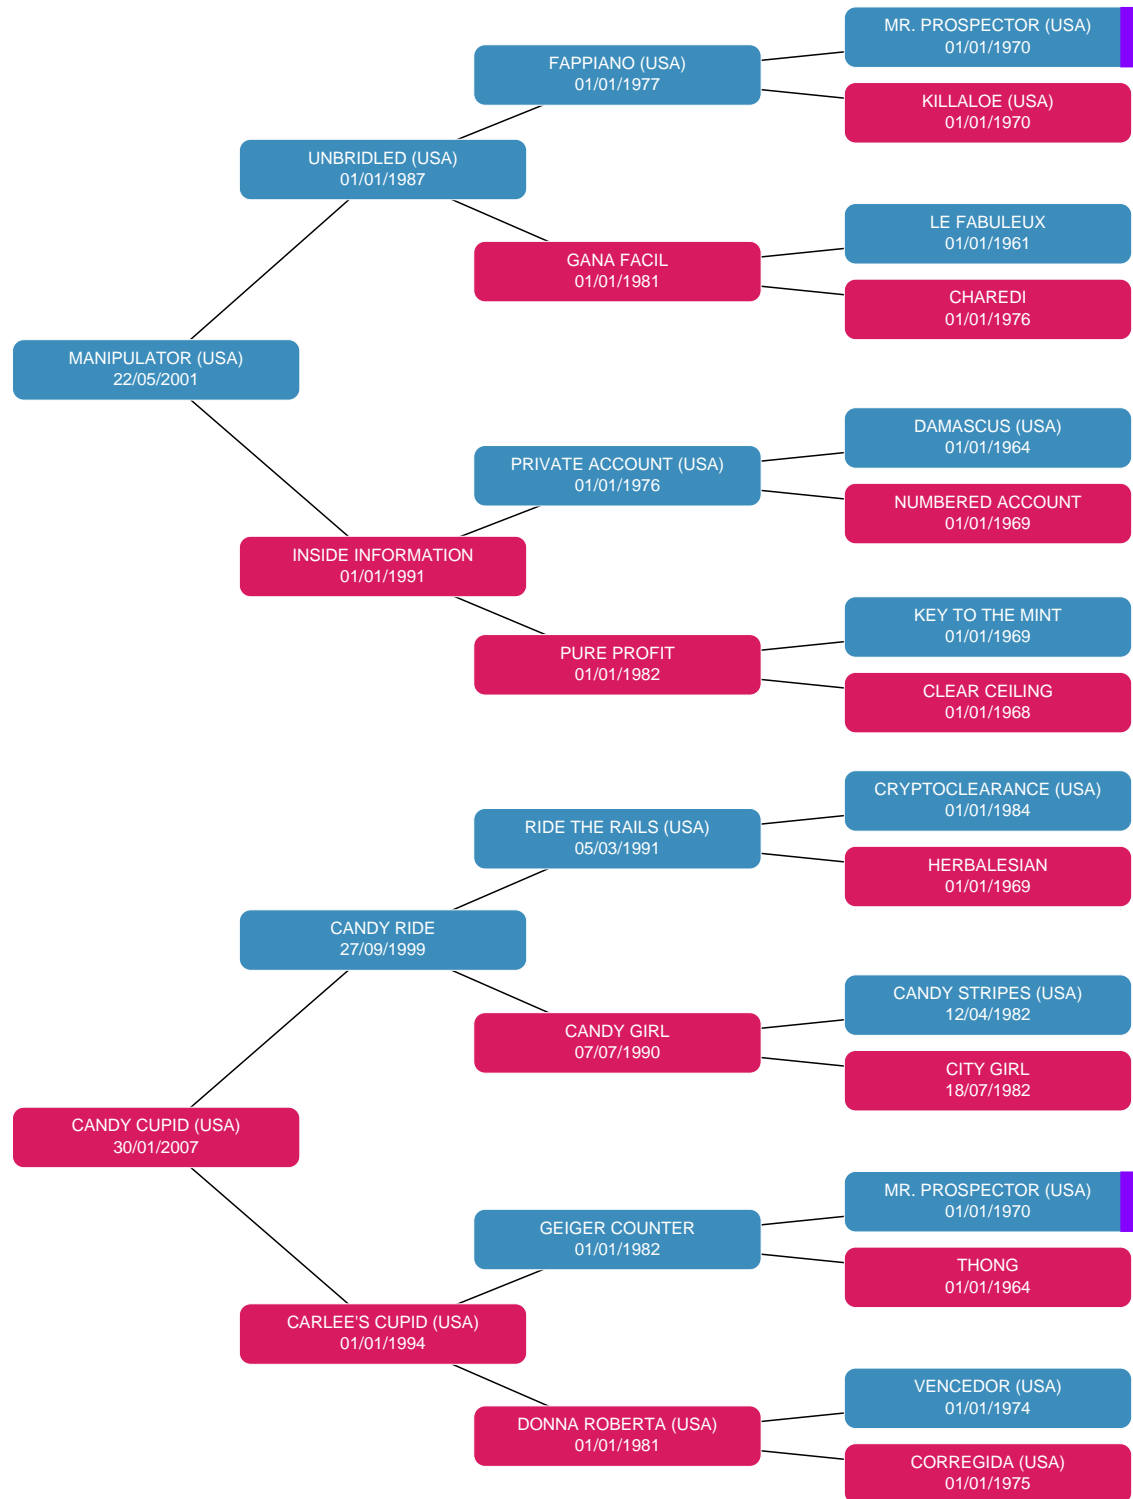 MR. PROSPECTOR (USA)
01/01/1970
FAPPIANO (USA)
01/01/1977
KILLALOE (USA)
01/01/1970
UNBRIDLED (USA)
01/01/1987
LE FABULEUX
01/01/1961
GANA FACIL
01/01/1981
CHAREDI
01/01/1976
MANIPULATOR (USA)
22/05/2001
DAMASCUS (USA)
01/01/1964
PRIVATE ACCOUNT (USA)
01/01/1976
NUMBERED ACCOUNT
01/01/1969
INSIDE INFORMATION
01/01/1991
KEY TO THE MINT
01/01/1969
PURE PROFIT
01/01/1982
CLEAR CEILING
01/01/1968
CRYPTOCLEARANCE (USA)
01/01/1984
RIDE THE RAILS (USA)
05/03/1991
HERBALESIAN
01/01/1969
CANDY RIDE
27/09/1999
CANDY STRIPES (USA)
12/04/1982
CANDY GIRL
07/07/1990
CITY GIRL
18/07/1982
CANDY CUPID (USA)
30/01/2007
MR. PROSPECTOR (USA)
01/01/1970
GEIGER COUNTER
01/01/1982
THONG
01/01/1964
CARLEE'S CUPID (USA)
01/01/1994
VENCEDOR (USA)
01/01/1974
DONNA ROBERTA (USA)
01/01/1981
CORREGIDA (USA)
01/01/1975